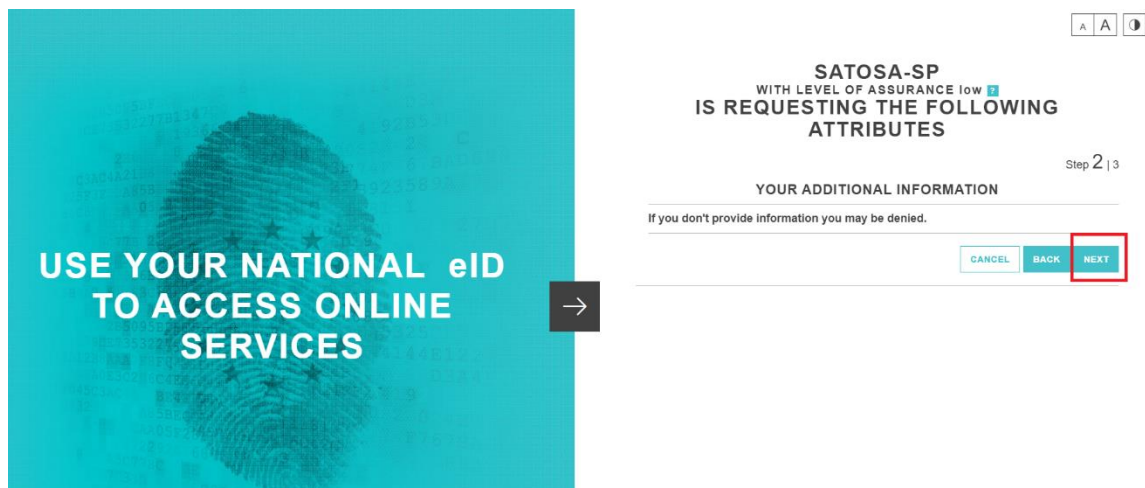 USE YOUR NATIONAL eID
TO ACCESS ONLINE
SERVICES
A A
SATOSA-SP
WITH LEVEL OF ASSURANCE low ?
IS REQUESTING THE FOLLOWING
ATTRIBUTES
Step 2 | 3
YOUR ADDITIONAL INFORMATION
If you don't provide information you may be denied.
CANCEL BACK NEXT